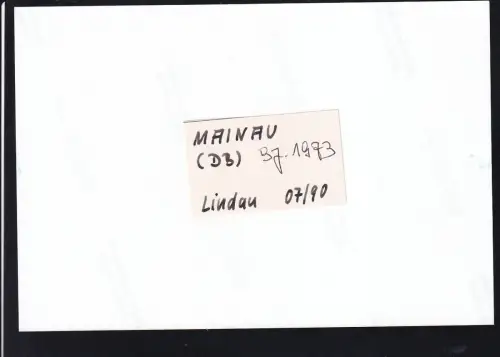 MAINAU
(DB) Bj. 1973
Lindau 07/90